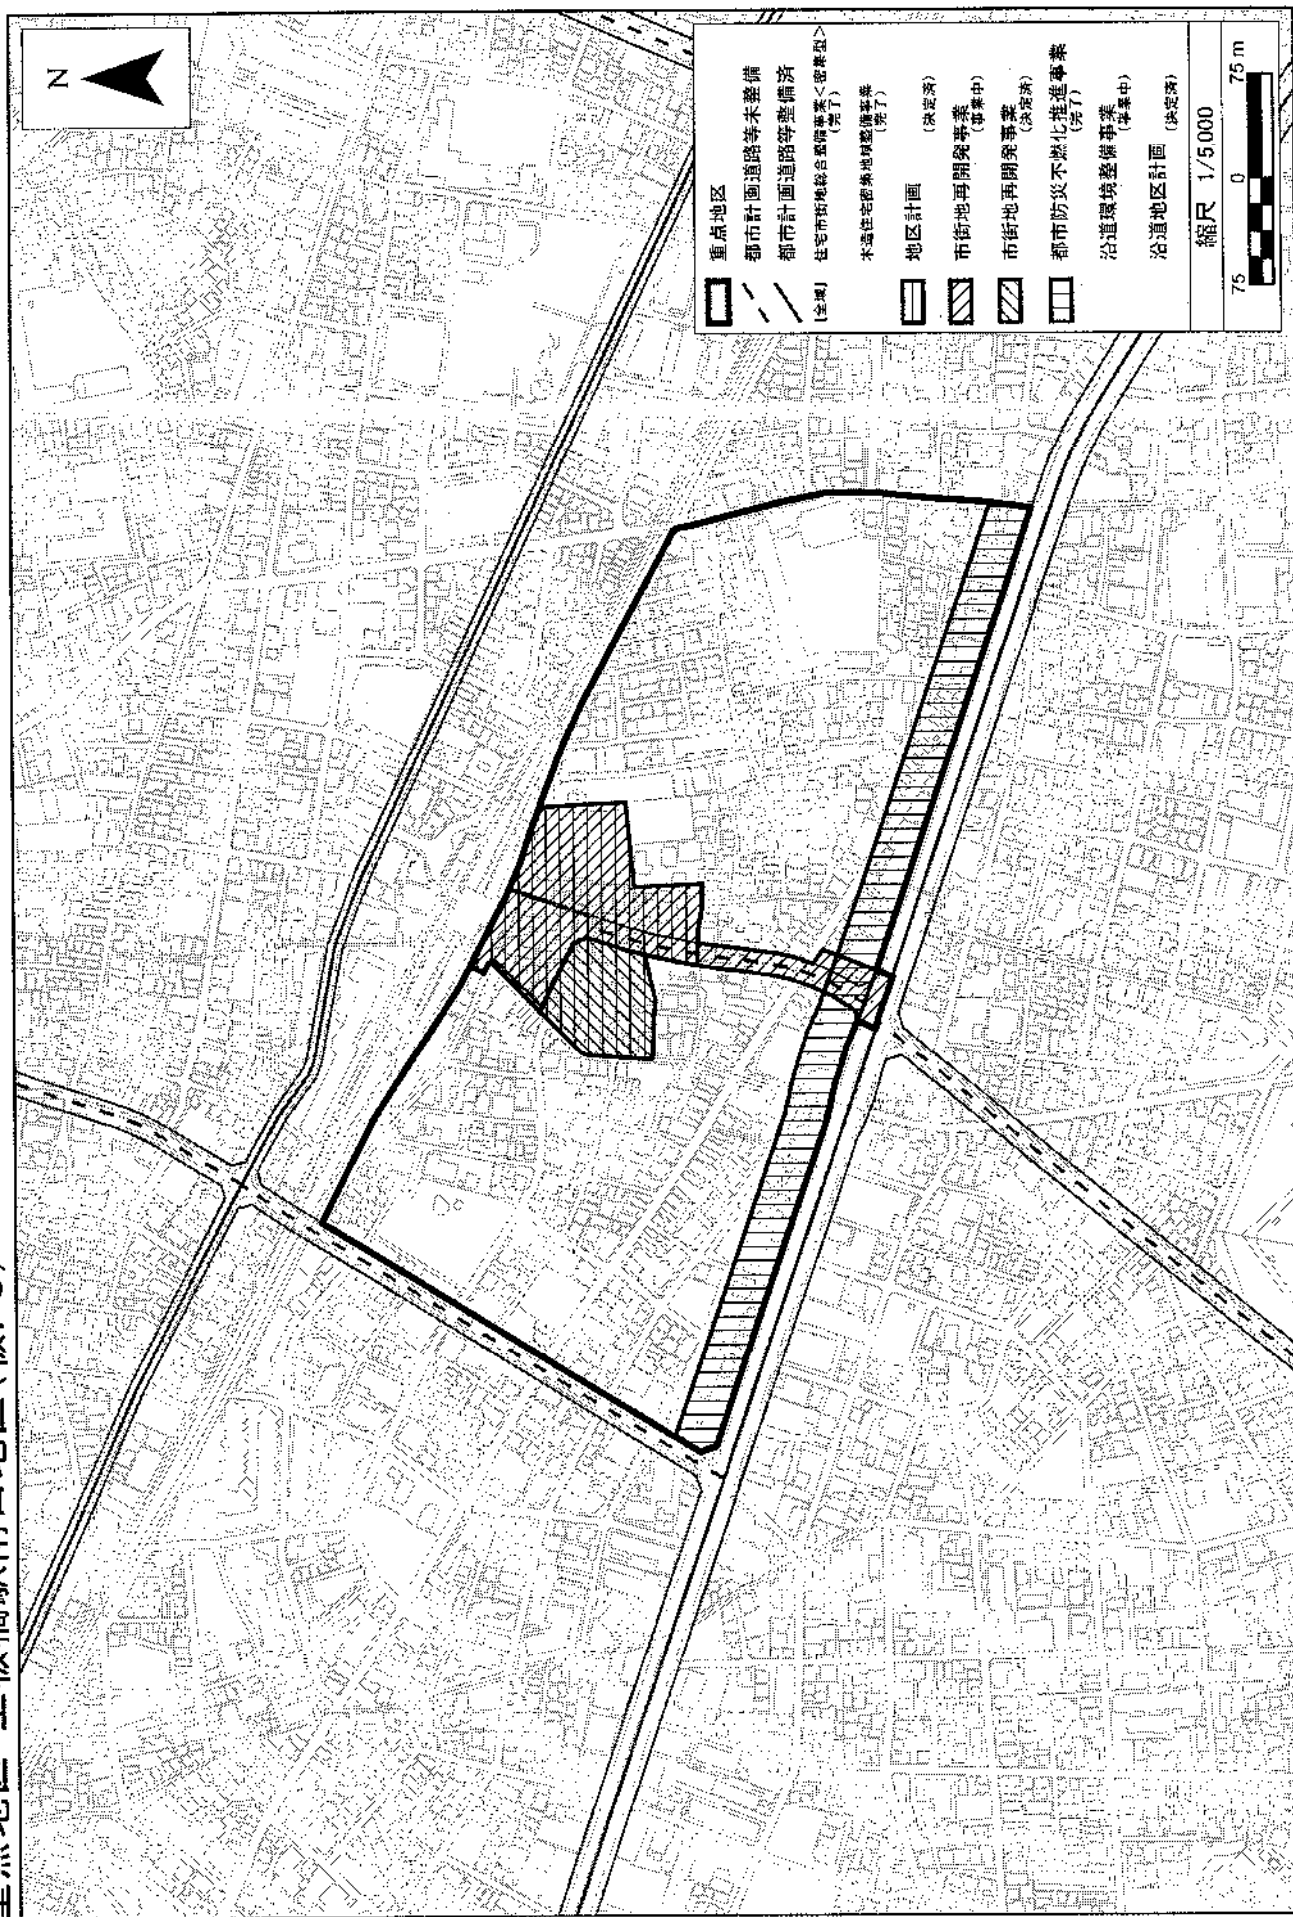 N
重点地区
都市計画道路等未整備
都市計画道路等整備済
[全域]
住宅市街地総合整備事業<密集型>
(完了)
木造住宅密集地域整備事業
(完了)
地区計画
(決定済)
市街地再開発事業
(事業中)
市街地再開発事業
(決定済)
都市防災不燃化推進事業
(完了)
沿道環境整備事業
(事業中)
沿道地区計画
(決定済)
縮尺 1/5,000
75 0 75 m